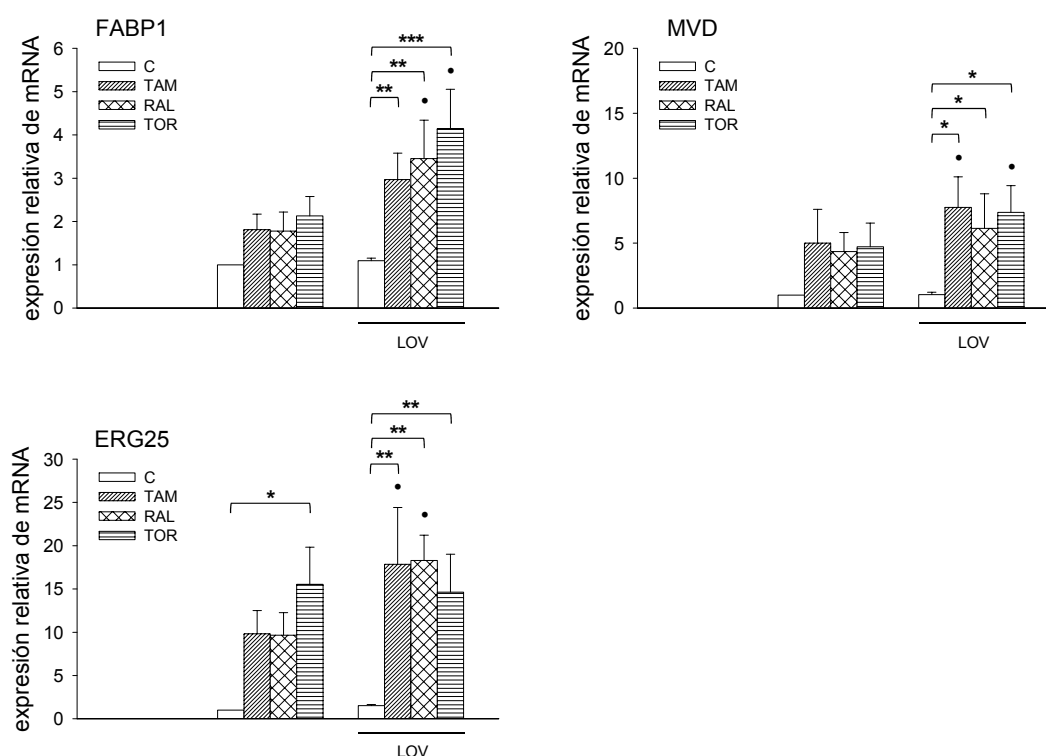 FABP1
expresión relativa de mRNA
6
5
4
3
2
1
0
C
TAM
RAL
TOR
***
**
**
LOV
MVD
expresión relativa de mRNA
20
15
10
5
0
C
TAM
RAL
TOR
*
*
*
LOV
ERG25
expresión relativa de mRNA
30
25
20
15
10
5
0
C
TAM
RAL
TOR
*
**
**
**
LOV